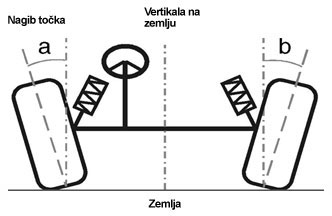 Nagib točka
Vertikala na
zemlju
a
b
Zemlja